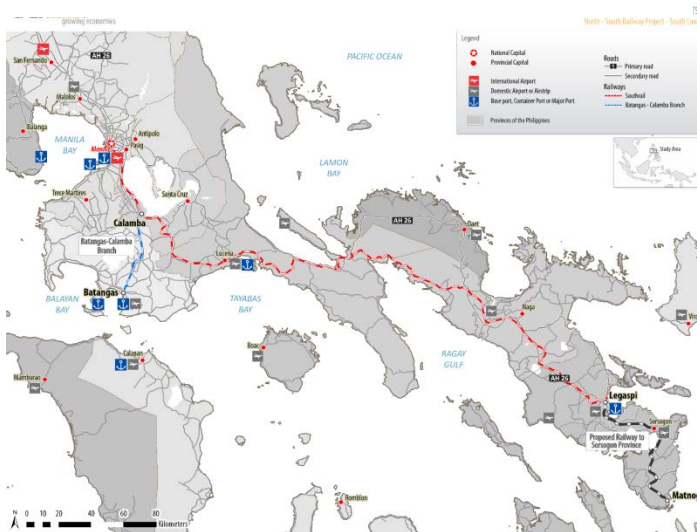 growing economies
North - South Railway Project - South Line
Legend
National Capital
Provincial Capital
International Airport
Domestic Airport or Airstrip
Base port, Container Port or Major Port
Provinces of the Philippines
Roads
Primary road
Secondary road
Railways
Southrail
Batangas - Calamba Branch
Study Area
PACIFIC OCEAN
AH 26
San Fernando
Malolos
Balanga
MANILA
BAY
Antipolo
Manila
Pasig
LAMON
BAY
Trece Martires
Santa Cruz
Calamba
AH 26
Daet
Batangas-Calamba
Branch
Lucena
Batangas
BALAYAN
BAY
TAYABAS
BAY
Naga
Calapan
Boac
RAGAY
GULF
Mamburao
AH 26
Legaspi
Sorsogon
Proposed Railway to
Sorsogon Province
Matnog
Romblon
N
0 10 20 40 60 80
Kilometers